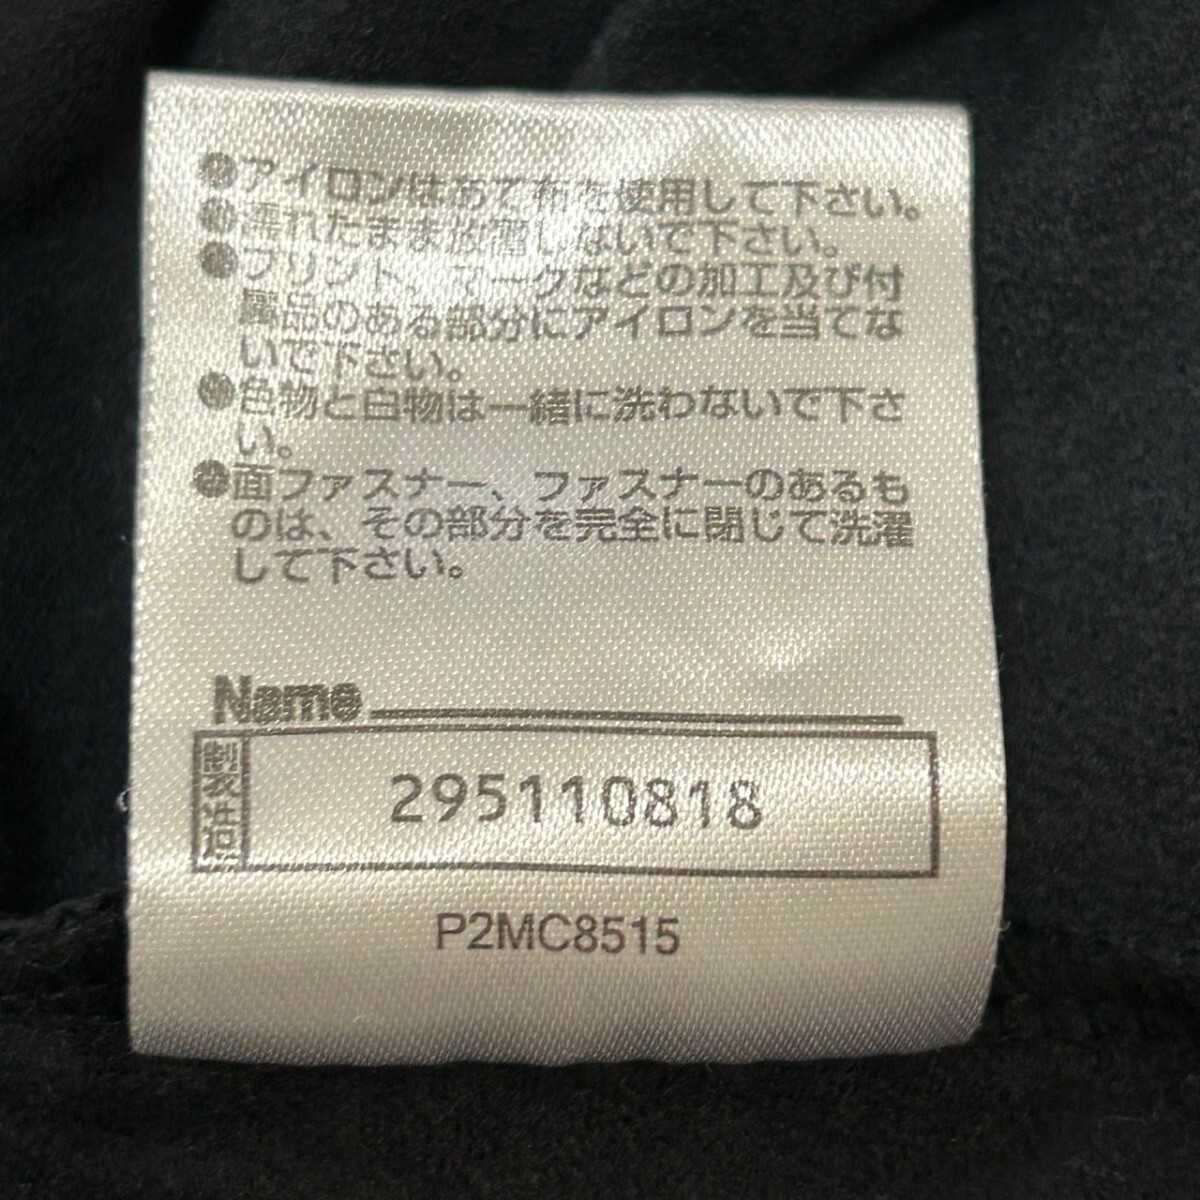 ●アイロンはあて布を使用して下さい。
●濡れたまま放置しないで下さい。
●プリント、マークなどの加工及び付
属品のある部分にアイロンを当てな
いで下さい。
●色物と白物は一緒に洗わないで下さ
い。
●面ファスナー、ファスナーのあるも
のは、その部分を完全に閉じて洗濯
して下さい。
Name
295110818
P2MC8515